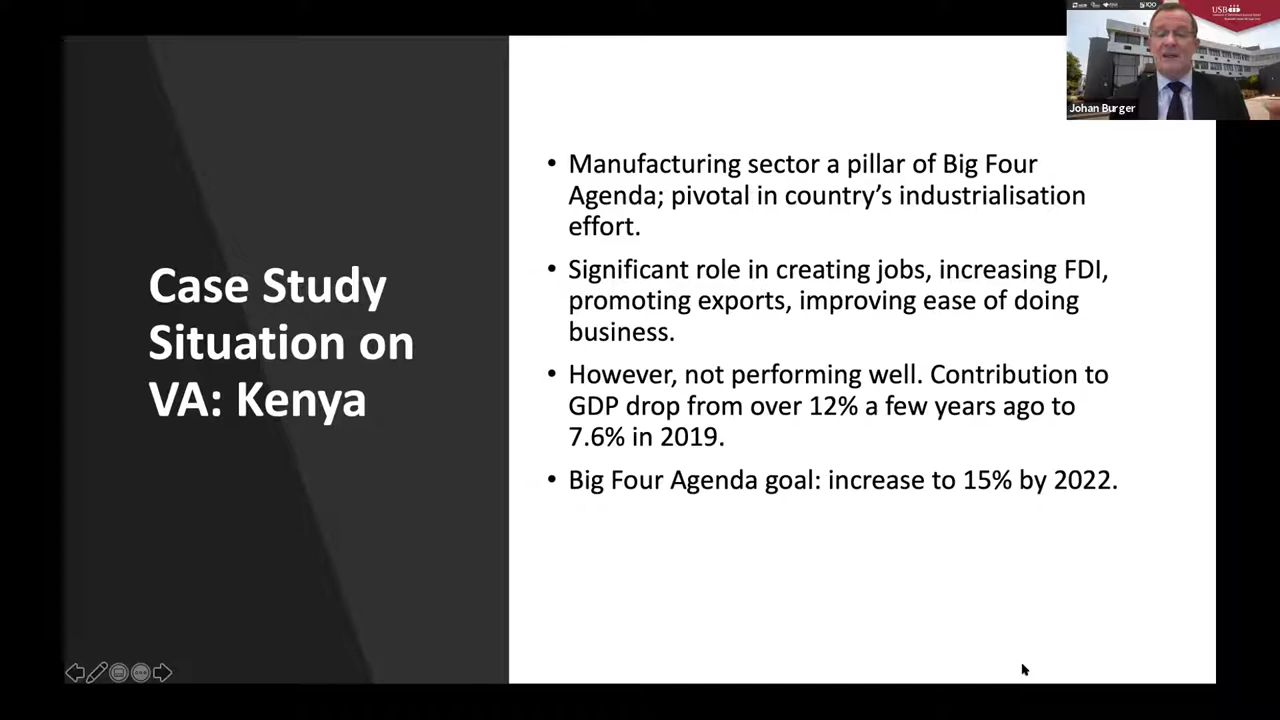 USB
Johan Burger
Case Study
Situation on
VA: Kenya
• Manufacturing sector a pillar of Big Four
Agenda; pivotal in country’s industrialisation
effort.
• Significant role in creating jobs, increasing FDI,
promoting exports, improving ease of doing
business.
• However, not performing well. Contribution to
GDP drop from over 12% a few years ago to
7.6% in 2019.
• Big Four Agenda goal: increase to 15% by 2022.